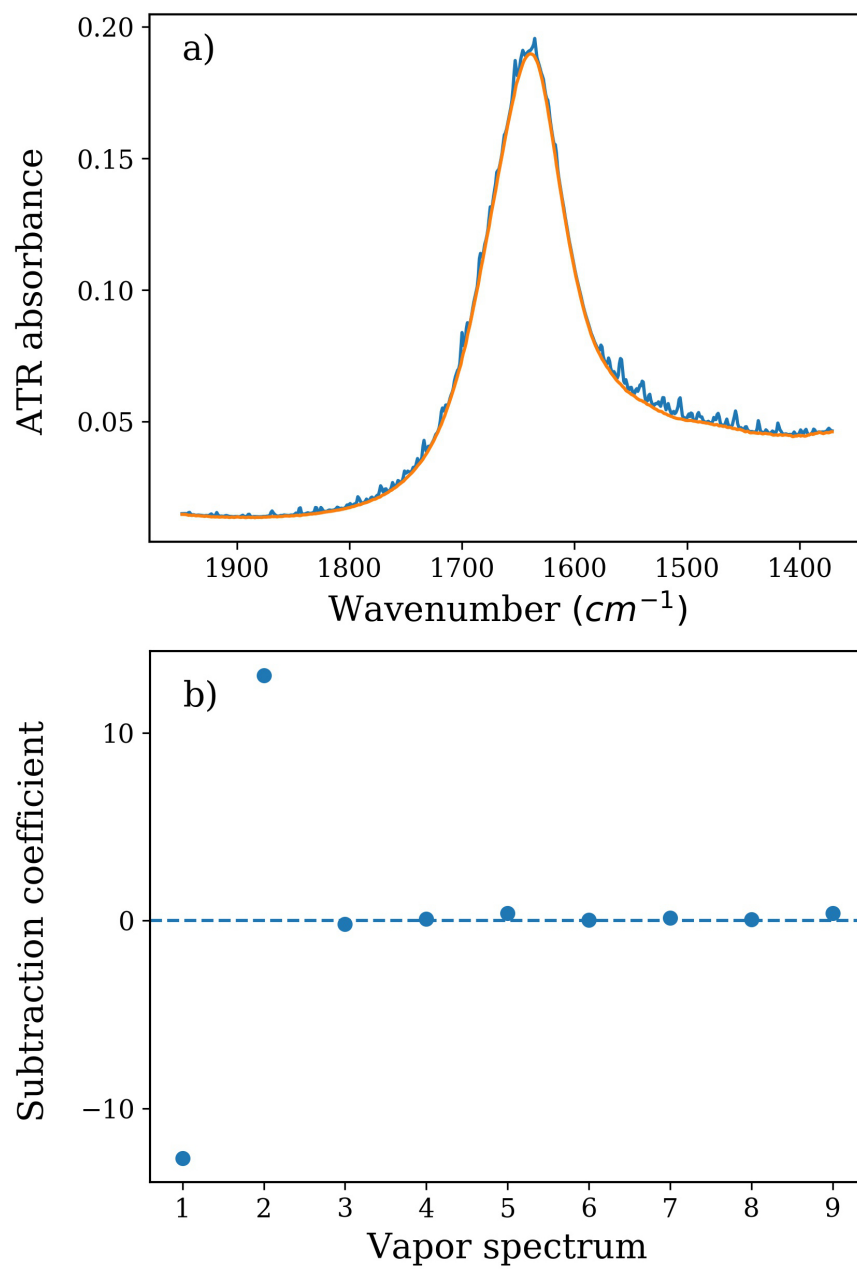 a)
0.20
0.15
0.10
0.05
ATR absorbance
1900 1800 1700 1600 1500 1400
Wavenumber (cm⁻¹)
b)
10
0
−10
Subtraction coefficient
1 2 3 4 5 6 7 8 9
Vapor spectrum